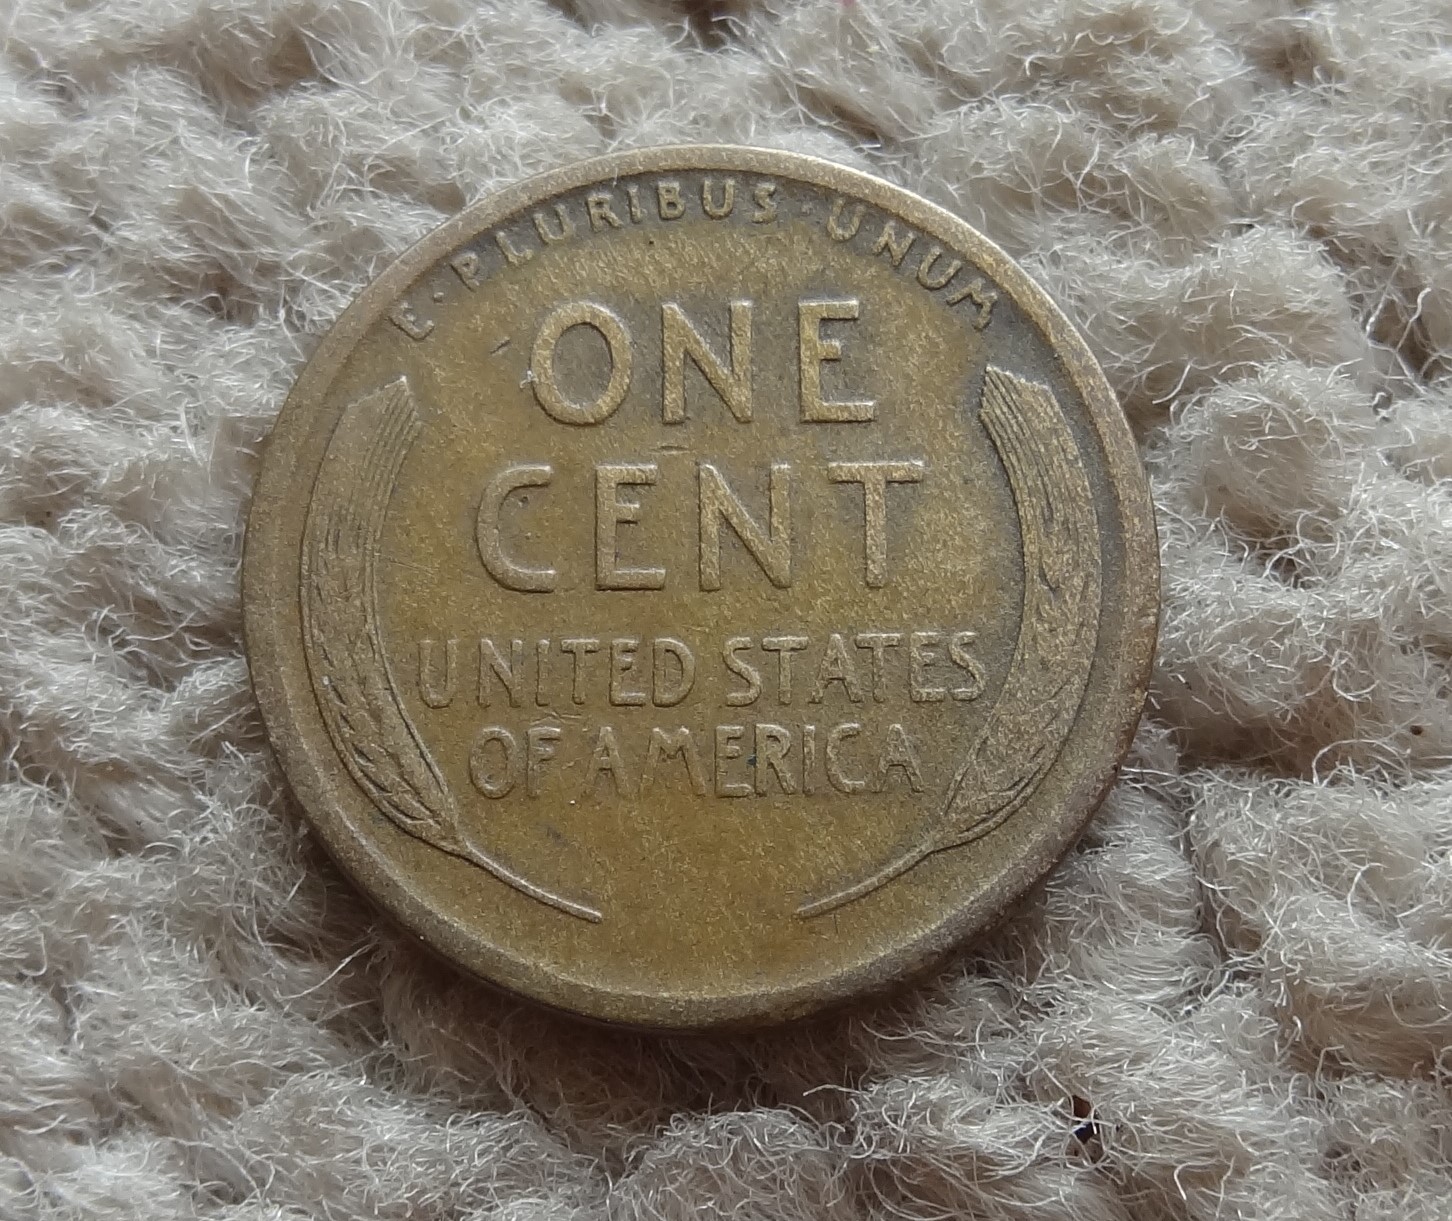 E·PLURIBUS·UNUM
ONE
CENT
UNITED STATES
OF AMERICA